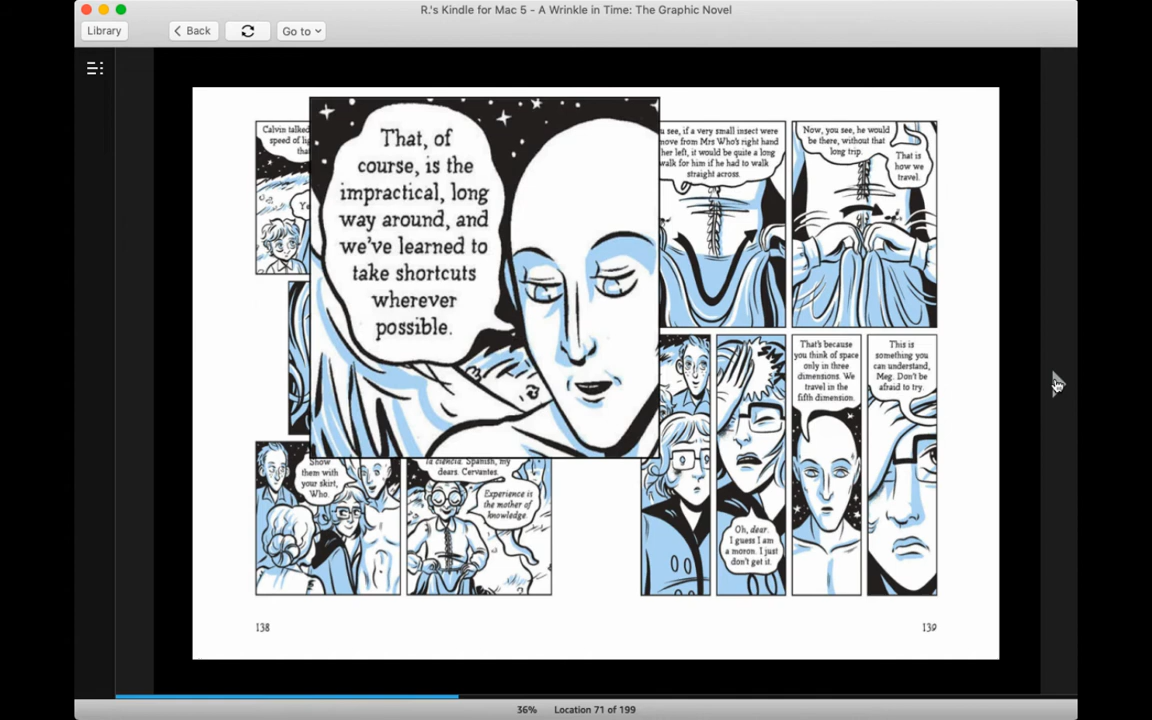 R.'s Kindle for Mac 5 - A Wrinkle in Time: The Graphic Novel
Library
Back
Go to
Calvin talked
speed of
tha
Ye
That, of
course, is the
impractical, long
way around, and
we've learned to
take shortcuts
wherever
possible.
Show
them with
your skirt,
Who.
la ciencia. Spanish, my
dears. Cervantes.
Experience is
the mother of
knowledge.
see, if a very small insect were
move from Mrs Who's right hand
her left, it would be quite a long
walk for him if he had to walk
straight across.
Now, you see, he would
be there, without that
long trip.
That is
how we
travel.
Oh, dear.
I guess I am
a moron. I just
don't get it.
That's because
you think of space
only in three
dimensions. We
travel in the
fifth dimension.
This is
something you
can understand,
Meg. Don't be
afraid to try.
138
139
36%
Location 71 of 199